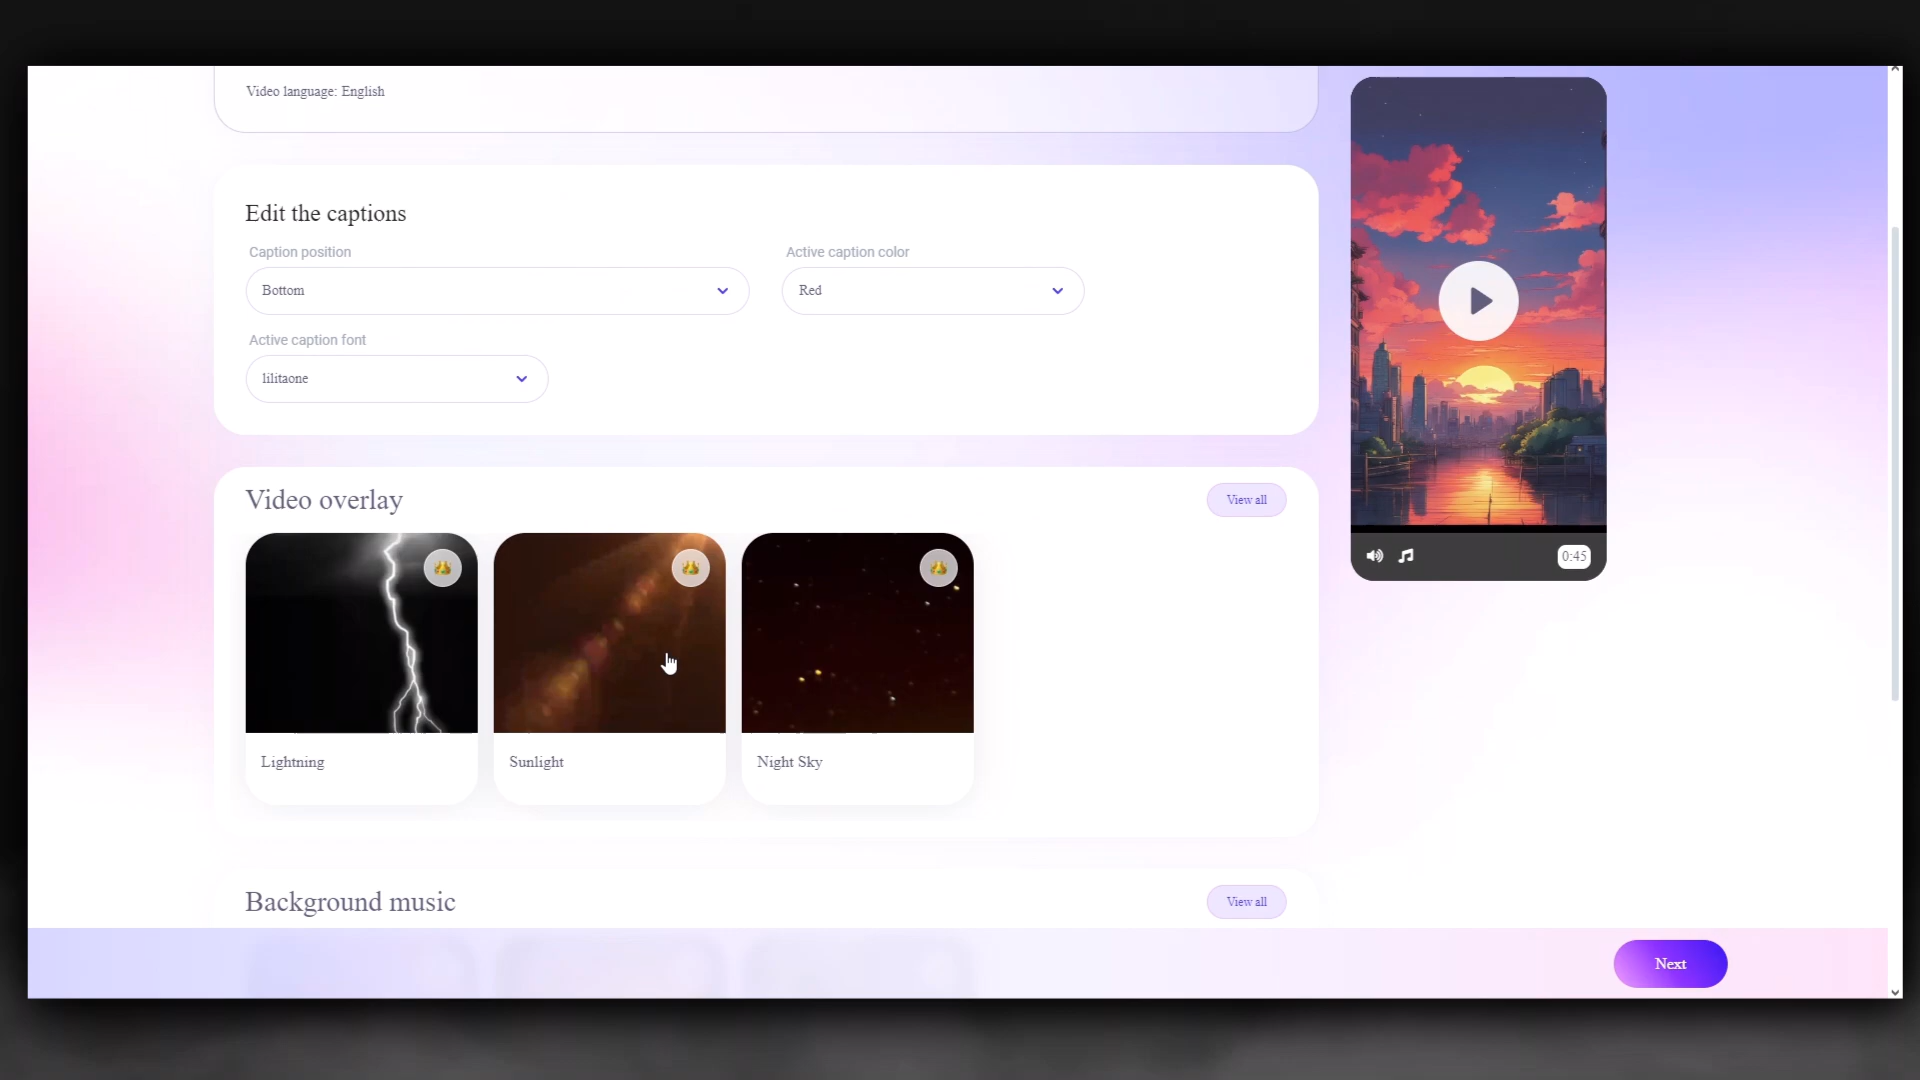 Video language: English
Edit the captions
Caption position
Active caption color
Bottom
Red
Active caption font
lilitaone
Video overlay
View all
Lightning
Sunlight
Night Sky
0:45
Background music
View all
Next